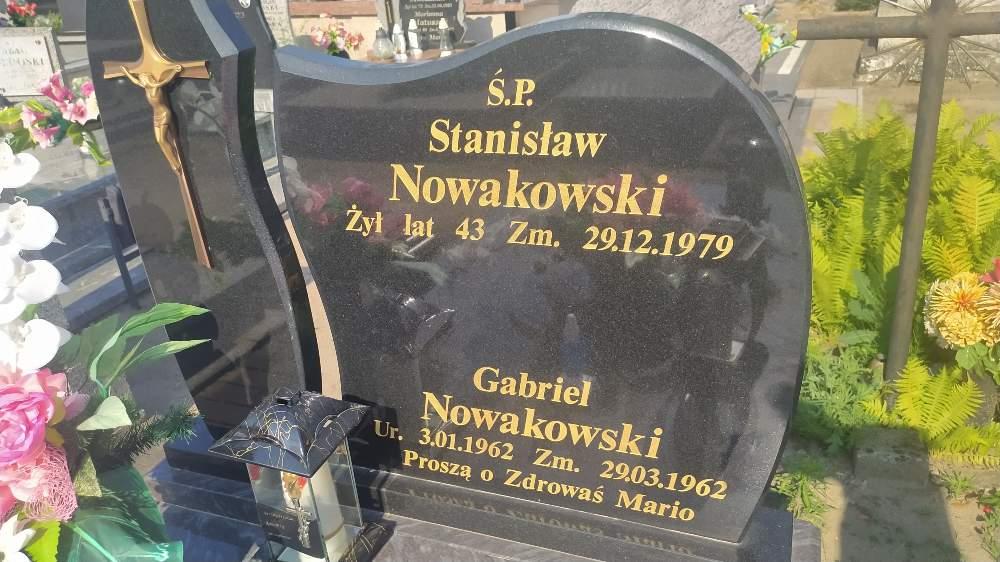 Ś.P.
Stanisław
Nowakowski
Żył lat 43 Zm. 29.12.1979
Gabriel
Nowakowski
Ur. 3.01.1962 Zm. 29.03.1962
Proszą o Zdrowaś Mario
Marianna